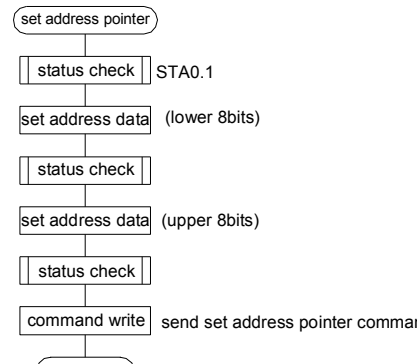 set address pointer
status check STA0.1
set address data (lower 8bits)
status check
set address data (upper 8bits)
status check
command write send set address pointer